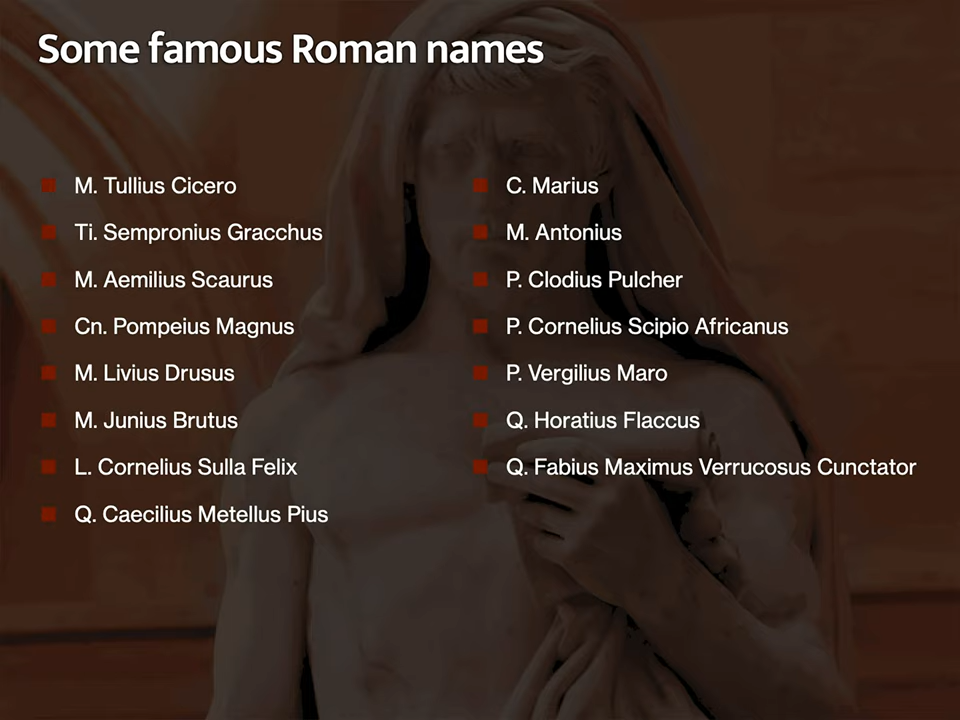 Some famous Roman names
M. Tullius Cicero
Ti. Sempronius Gracchus
M. Aemilius Scaurus
Cn. Pompeius Magnus
M. Livius Drusus
M. Junius Brutus
L. Cornelius Sulla Felix
Q. Caecilius Metellus Pius
C. Marius
M. Antonius
P. Clodius Pulcher
P. Cornelius Scipio Africanus
P. Vergilius Maro
Q. Horatius Flaccus
Q. Fabius Maximus Verrucosus Cunctator